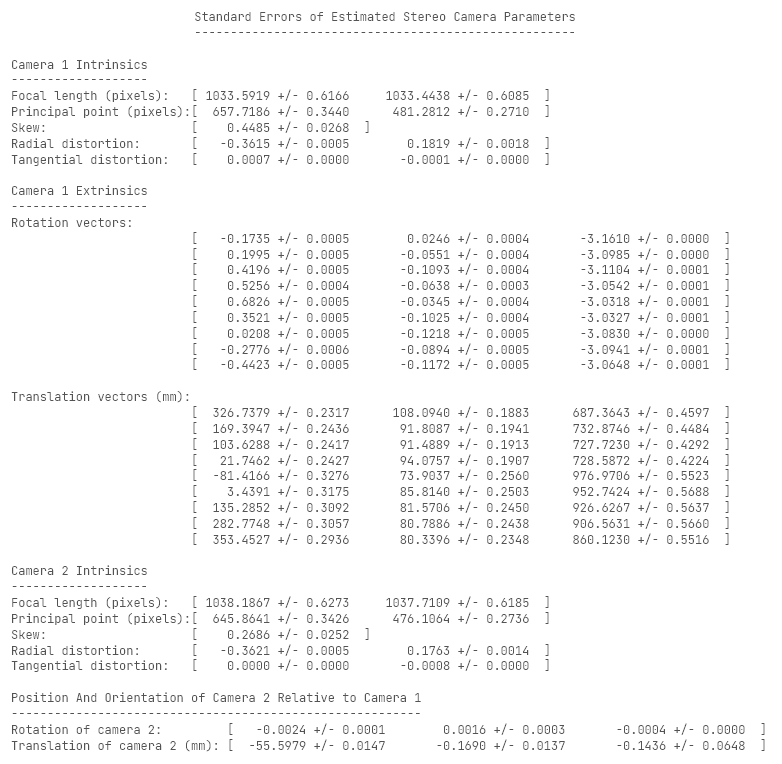 Standard Errors of Estimated Stereo Camera Parameters
-----------------------------------------------------
Camera 1 Intrinsics
-------------------
Focal length (pixels):   [ 1033.5919 +/- 0.6166     1033.4438 +/- 0.6085  ]
Principal point (pixels):[  657.7186 +/- 0.3440      481.2812 +/- 0.2710  ]
Skew:                    [    0.4485 +/- 0.0268  ]
Radial distortion:       [   -0.3615 +/- 0.0005        0.1819 +/- 0.0018  ]
Tangential distortion:   [    0.0007 +/- 0.0000       -0.0001 +/- 0.0000  ]
Camera 1 Extrinsics
-------------------
Rotation vectors:
[   -0.1735 +/- 0.0005        0.0246 +/- 0.0004       -3.1610 +/- 0.0000  ]
[    0.1995 +/- 0.0005       -0.0551 +/- 0.0004       -3.0985 +/- 0.0000  ]
[    0.4196 +/- 0.0005       -0.1093 +/- 0.0004       -3.1104 +/- 0.0001  ]
[    0.5256 +/- 0.0004       -0.0638 +/- 0.0003       -3.0542 +/- 0.0001  ]
[    0.6826 +/- 0.0005       -0.0345 +/- 0.0004       -3.0318 +/- 0.0001  ]
[    0.3521 +/- 0.0005       -0.1025 +/- 0.0004       -3.0327 +/- 0.0001  ]
[    0.0208 +/- 0.0005       -0.1218 +/- 0.0005       -3.0830 +/- 0.0000  ]
[   -0.2776 +/- 0.0006       -0.0894 +/- 0.0005       -3.0941 +/- 0.0001  ]
[   -0.4423 +/- 0.0005       -0.1172 +/- 0.0005       -3.0648 +/- 0.0001  ]
Translation vectors (mm):
[  326.7379 +/- 0.2317      108.0940 +/- 0.1883      687.3643 +/- 0.4597  ]
[  169.3947 +/- 0.2436       91.8087 +/- 0.1941      732.8746 +/- 0.4484  ]
[  103.6288 +/- 0.2417       91.4889 +/- 0.1913      727.7230 +/- 0.4292  ]
[   21.7462 +/- 0.2427       94.0757 +/- 0.1907      728.5872 +/- 0.4224  ]
[  -81.4166 +/- 0.3276       73.9037 +/- 0.2560      976.9706 +/- 0.5523  ]
[    3.4391 +/- 0.3175       85.8140 +/- 0.2503      952.7424 +/- 0.5688  ]
[  135.2852 +/- 0.3092       81.5706 +/- 0.2450      926.6267 +/- 0.5637  ]
[  282.7748 +/- 0.3057       80.7886 +/- 0.2438      906.5631 +/- 0.5660  ]
[  353.4527 +/- 0.2936       80.3396 +/- 0.2348      860.1230 +/- 0.5516  ]
Camera 2 Intrinsics
-------------------
Focal length (pixels):   [ 1038.1867 +/- 0.6273     1037.7109 +/- 0.6185  ]
Principal point (pixels):[  645.8641 +/- 0.3426      476.1064 +/- 0.2736  ]
Skew:                    [    0.2686 +/- 0.0252  ]
Radial distortion:       [   -0.3621 +/- 0.0005        0.1763 +/- 0.0014  ]
Tangential distortion:   [    0.0000 +/- 0.0000       -0.0008 +/- 0.0000  ]
Position And Orientation of Camera 2 Relative to Camera 1
---------------------------------------------------------
Rotation of camera 2:         [   -0.0024 +/- 0.0001        0.0016 +/- 0.0003       -0.0004 +/- 0.0000  ]
Translation of camera 2 (mm): [  -55.5979 +/- 0.0147       -0.1690 +/- 0.0137       -0.1436 +/- 0.0648  ]